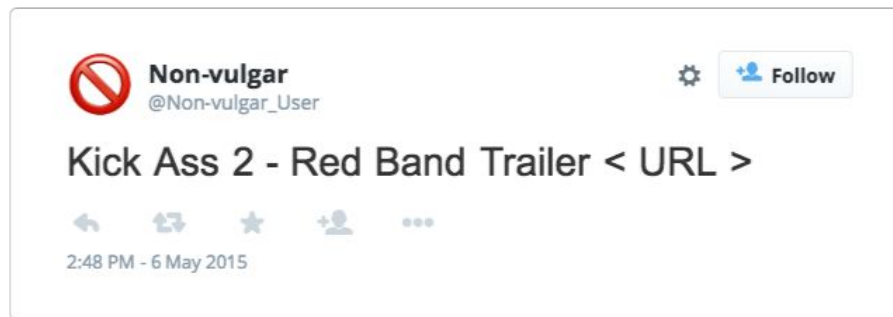 Non-vulgar
@Non-vulgar_User
Follow
Kick Ass 2 - Red Band Trailer < URL >
2:48 PM - 6 May 2015